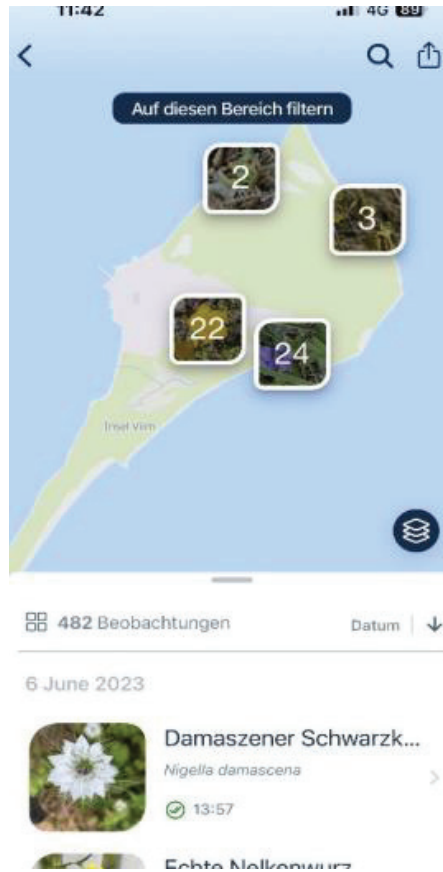 11:42 4G 89
Auf diesen Bereich filtern
2
3
22
24
Insel Vilm
482 Beobachtungen Datum
6 June 2023
Damaszener Schwarzk...
Nigella damascena
13:57
Echte Nelkenwurz